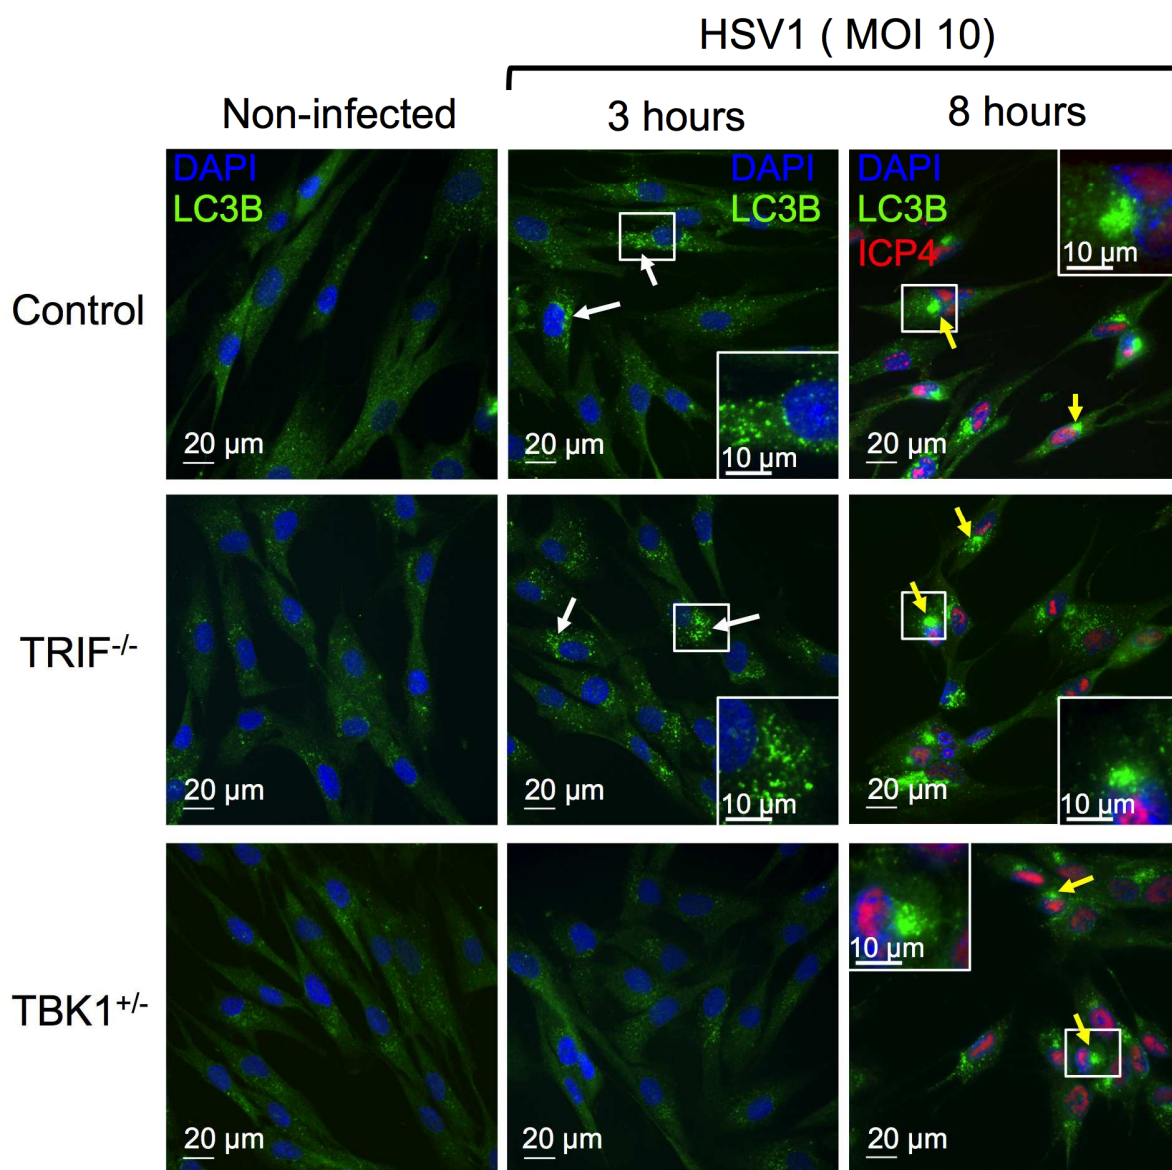 HSV1 ( MOI 10)
Non-infected
3 hours
8 hours
Control
DAPI
LC3B
20 µm
DAPI
LC3B
20 µm
10 µm
DAPI
LC3B
ICP4
10 µm
20 µm
TRIF-/-
20 µm
20 µm
10 µm
20 µm
10 µm
TBK1+/-
20 µm
20 µm
10 µm
20 µm